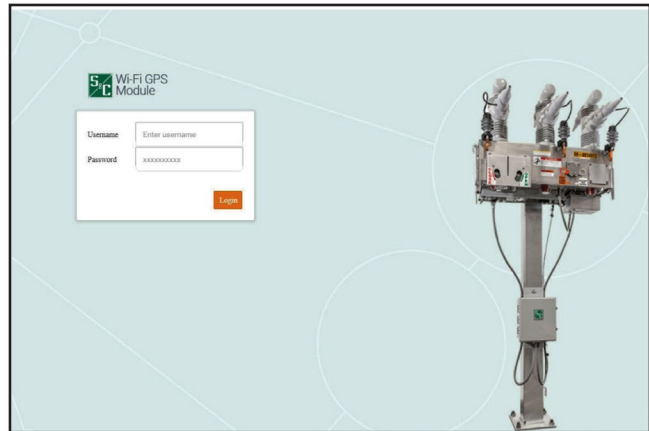 S&C Wi-Fi GPS
Module
Username Enter username
Password xxxxxxxxxx
Login